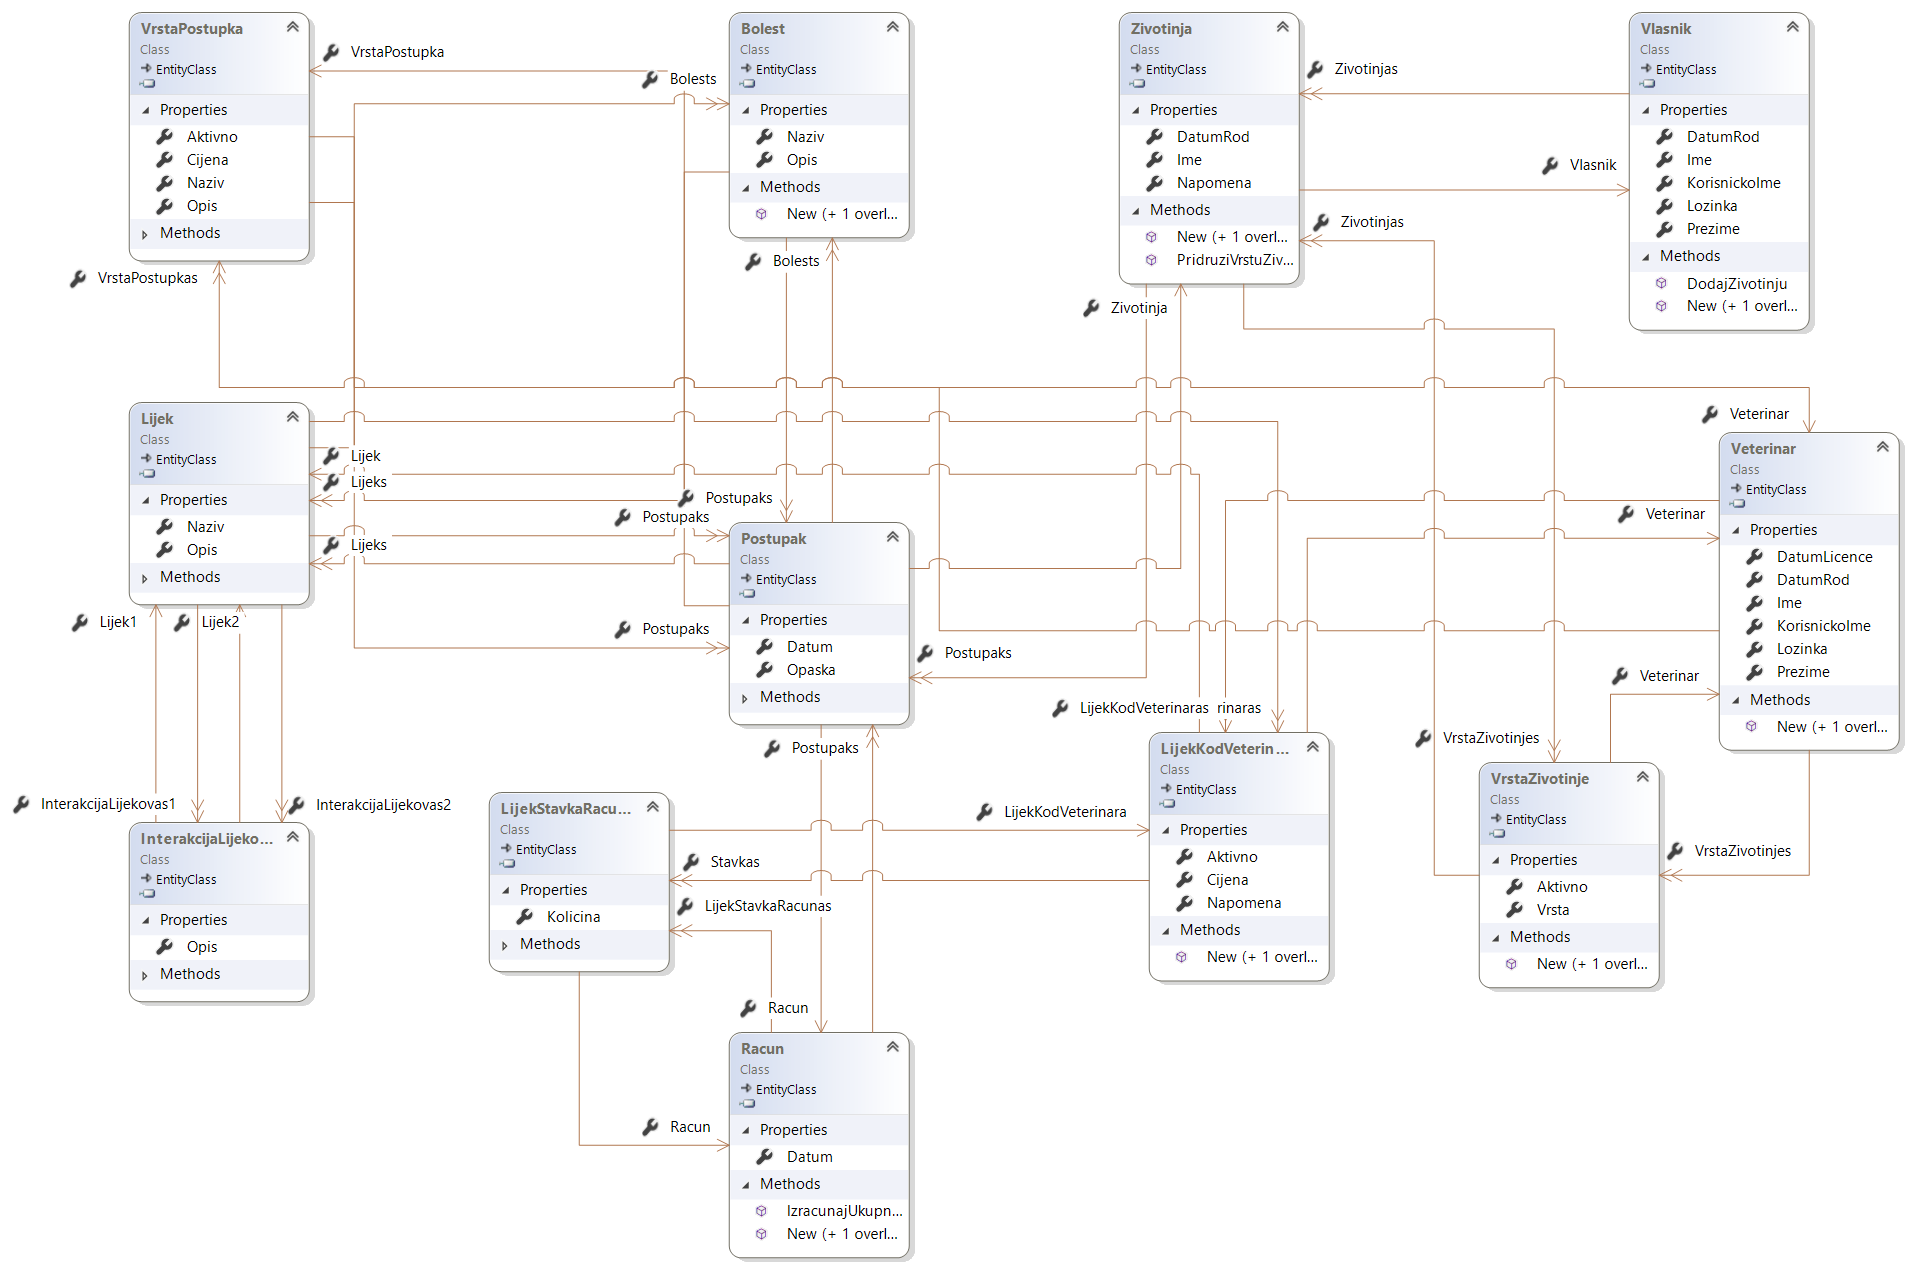 VrstaPostupka
Class
EntityClass
Properties
Aktivno
Cijena
Naziv
Opis
Methods
VrstaPostupka
Bolests
Bolest
Class
EntityClass
Properties
Naziv
Opis
Methods
New (+ 1 overl...
Zivotinja
Class
EntityClass
Properties
DatumRod
Ime
Napomena
Methods
New (+ 1 overl...
PridruziVrstuZiv...
Zivotinjas
Vlasnik
Zivotinjas
Vlasnik
Class
EntityClass
Properties
DatumRod
Ime
KorisnickoIme
Lozinka
Prezime
Methods
DodajZivotinju
New (+ 1 overl...
VrstaPostupkas
Bolests
Zivotinja
Lijek
Class
EntityClass
Properties
Naziv
Opis
Methods
Lijek
Lijeks
Lijeks
Postupaks
Postupaks
Postupaks
Postupak
Class
EntityClass
Properties
Datum
Opaska
Methods
Postupaks
Veterinar
Veterinar
Veterinar
Veterinar
Class
EntityClass
Properties
DatumLicence
DatumRod
Ime
KorisnickoIme
Lozinka
Prezime
Methods
New (+ 1 overl...
Lijek1
Lijek2
InterakcijaLijekovas1
InterakcijaLijekovas2
InterakcijaLijeko...
Class
EntityClass
Properties
Opis
Methods
Postupaks
LijekKodVeterinaras
rinaras
LijekKodVeterin...
Class
EntityClass
Properties
Aktivno
Cijena
Napomena
Methods
New (+ 1 overl...
VrstaZivotinjes
VrstaZivotinjes
VrstaZivotinje
Class
EntityClass
Properties
Aktivno
Vrsta
Methods
New (+ 1 overl...
LijekStavkaRacu...
Class
EntityClass
Properties
Kolicina
Methods
LijekKodVeterinara
Stavkas
LijekStavkaRacunas
Racun
Racun
Racun
Class
EntityClass
Properties
Datum
Methods
IzracunajUkupn...
New (+ 1 overl...